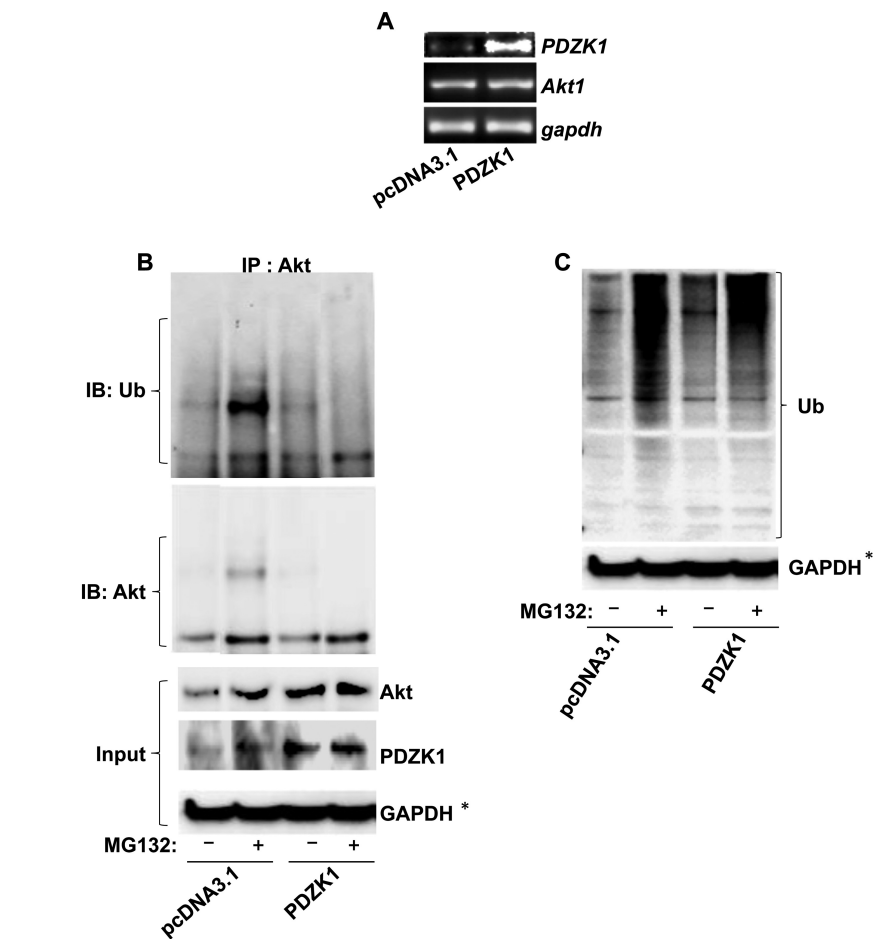 A
PDZK1
Akt1
gapdh
pcDNA3.1
PDZK1
B
IP : Akt
IB: Ub
IB: Akt
Input
Akt
PDZK1
GAPDH *
MG132: − + − +
pcDNA3.1
PDZK1
C
Ub
GAPDH *
MG132: − + − +
pcDNA3.1
PDZK1